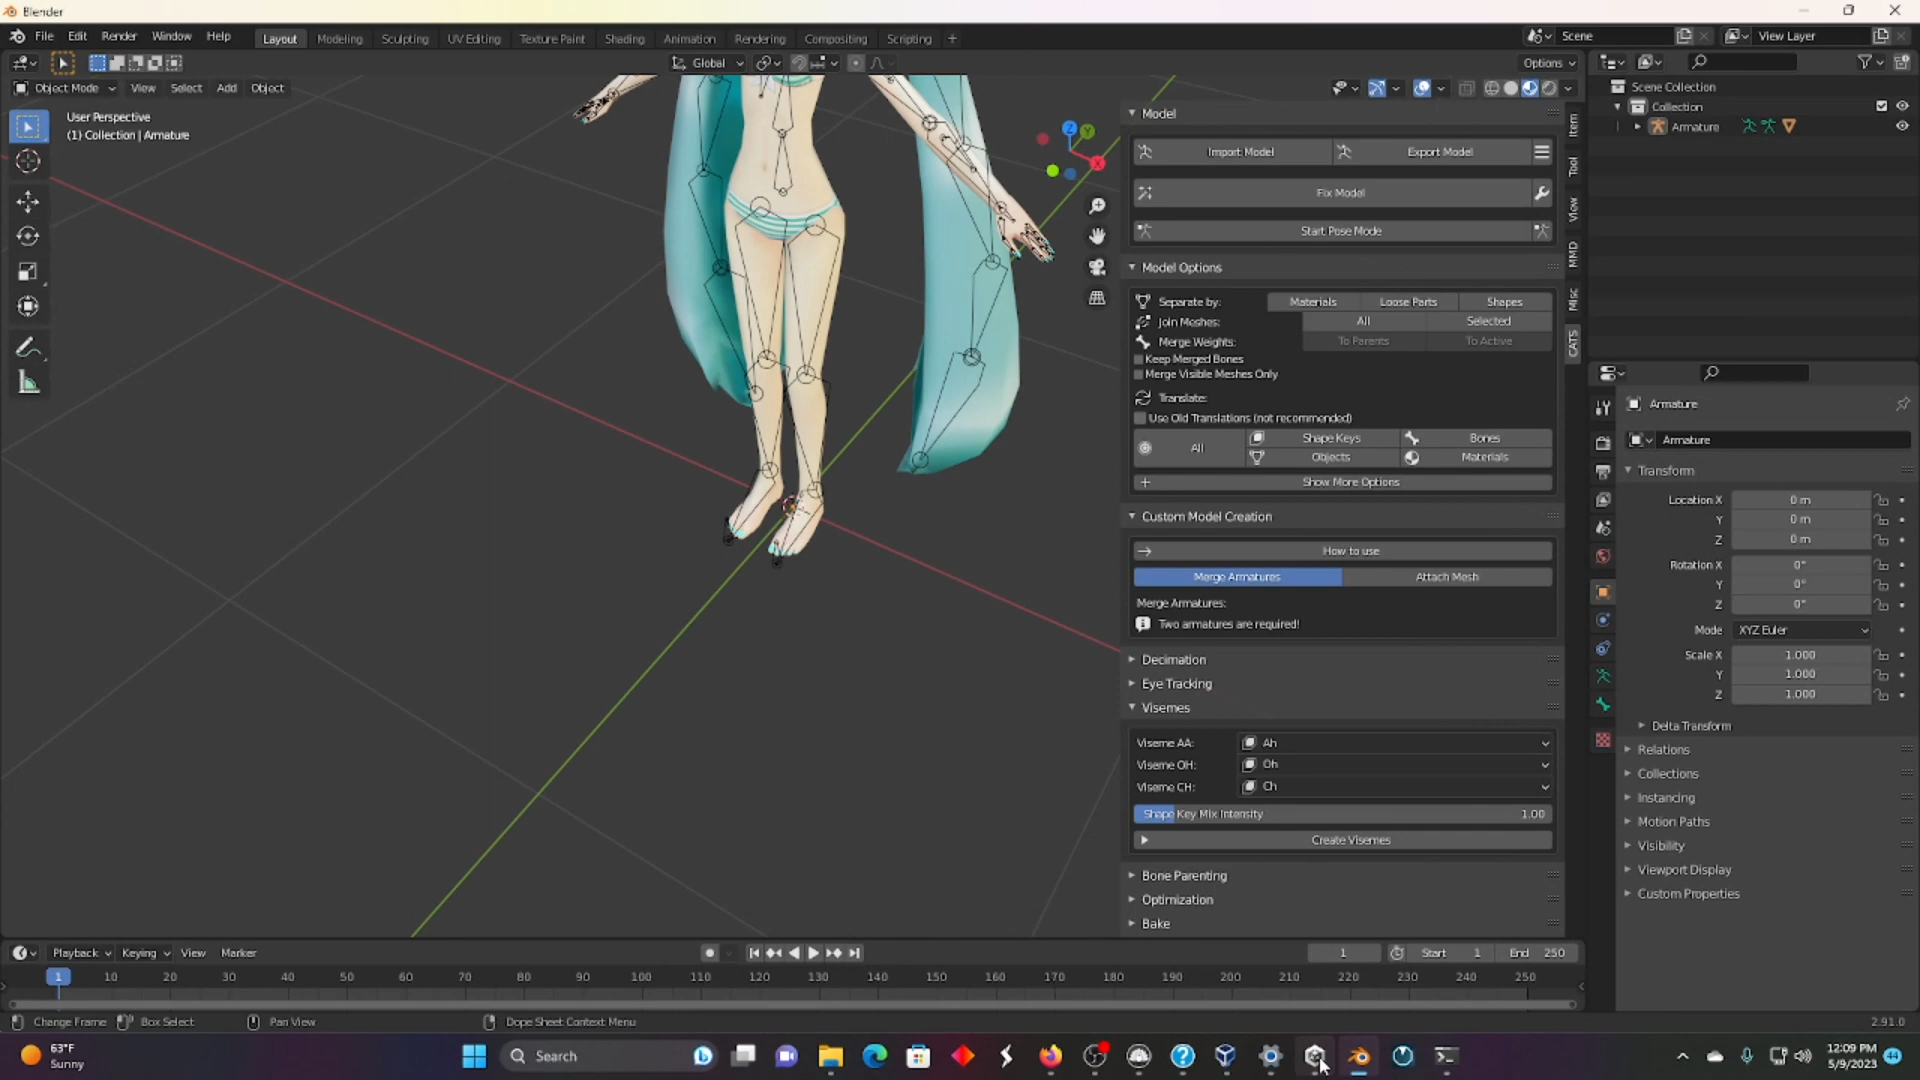 Blender
File Edit Render Window Help Layout Modeling Sculpting UV Editing Texture Paint Shading Animation Rendering Compositing Scripting + Scene View Layer
Global Options
Object Mode View Select Add Object
User Perspective
(1) Collection | Armature
Z
Y
X
Model
Import Model Export Model
Fix Model
Start Pose Mode
Model Options
Separate by: Materials Loose Parts Shapes
Join Meshes: All Selected
Merge Weights: To Parents To Active
Keep Merged Bones
Merge Visible Meshes Only
Translate:
Use Old Translations (not recommended)
All Shape Keys Bones
Objects Materials
Show More Options
Custom Model Creation
How to use
Merge Armatures Attach Mesh
Merge Armatures:
Two armatures are required!
Decimation
Eye Tracking
Visemes
Viseme AA: Ah
Viseme OH: Oh
Viseme CH: Ch
Shape Key Mix Intensity 1.00
Create Visemes
Bone Parenting
Optimization
Bake
Item
Tool
View
MMD
Misc
CATS
Scene Collection
Collection
Armature
Armature
Armature
Transform
Location X 0 m
Y 0 m
Z 0 m
Rotation X 0°
Y 0°
Z 0°
Mode XYZ Euler
Scale X 1.000
Y 1.000
Z 1.000
Delta Transform
Relations
Collections
Instancing
Motion Paths
Visibility
Viewport Display
Custom Properties
Playback Keying View Marker 1 Start 1 End 250
1 10 20 30 40 50 60 70 80 90 100 110 120 130 140 150 160 170 180 190 200 210 220 230 240 250
Change Frame Box Select Pan View Dope Sheet Context Menu 2.91.0
63°F
Sunny
Search
12:09 PM
5/9/2023
44